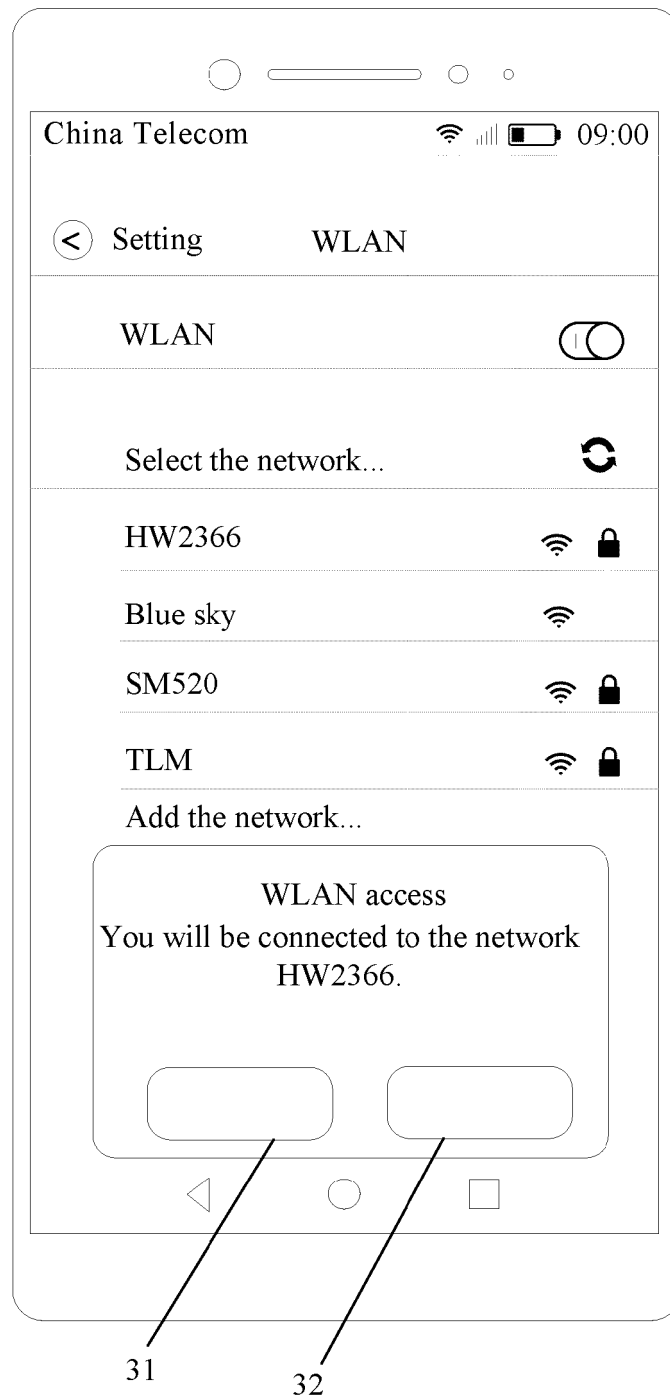 China Telecom 09:00
< Setting WLAN
WLAN
Select the network...
HW2366
Blue sky
SM520
TLM
Add the network...
WLAN access
You will be connected to the network
HW2366.
31
32